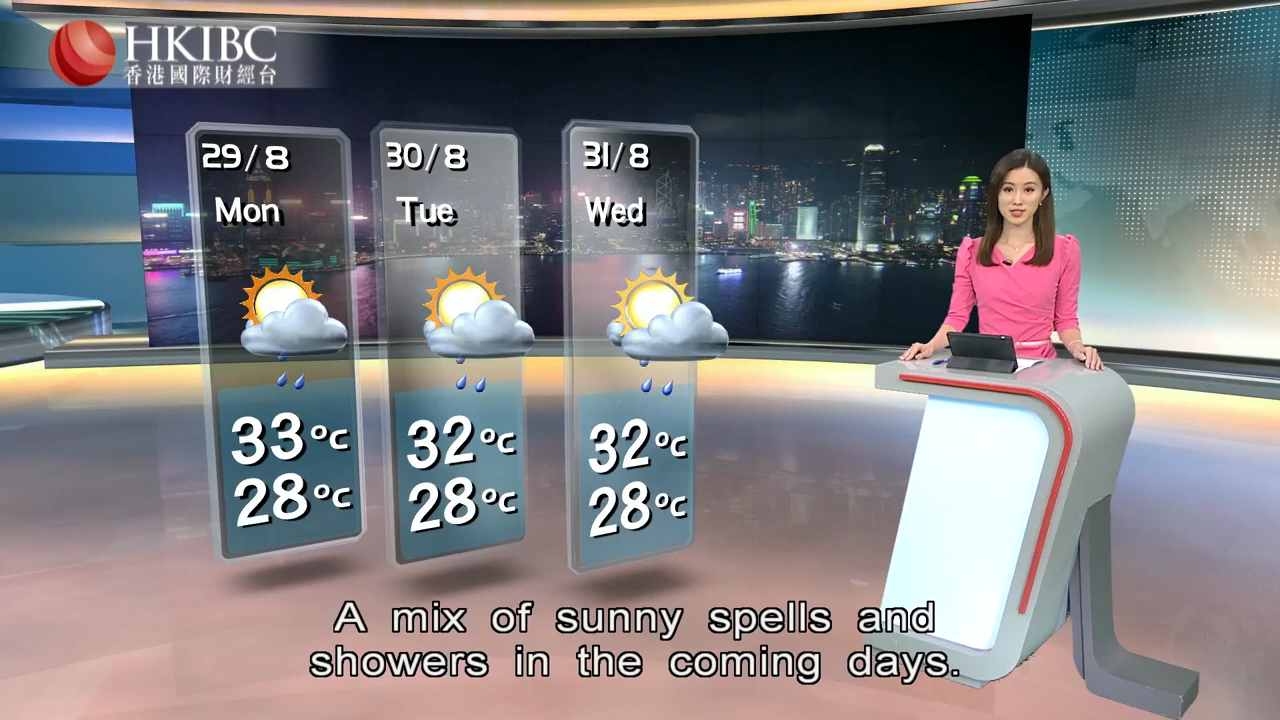 HKIBC
香港國際財經台
29/8
Mon
33°C
28°C
30/8
Tue
32°C
28°C
31/8
Wed
32°C
28°C
A mix of sunny spells and
showers in the coming days.